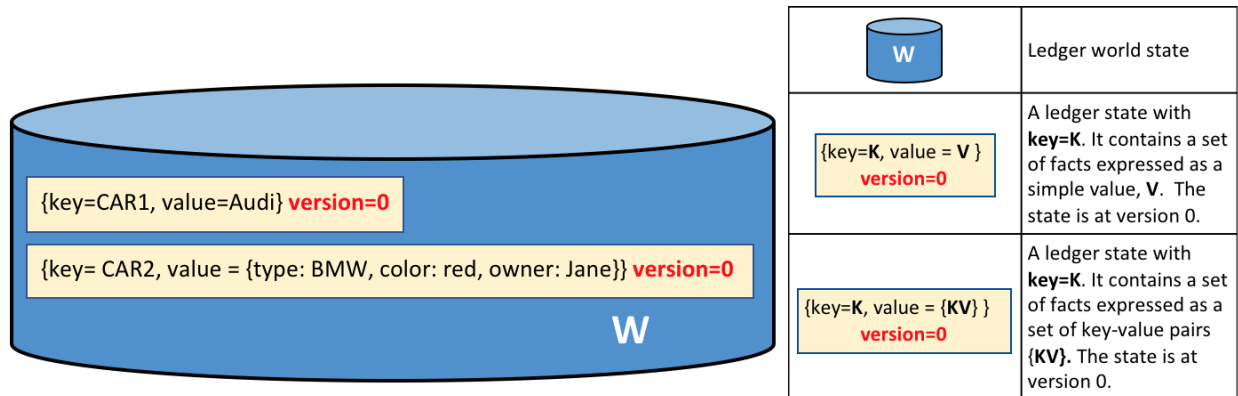 {key=CAR1, value=Audi} version=0
{key= CAR2, value = {type: BMW, color: red, owner: Jane}} version=0
W
W
Ledger world state
{key=K, value = V }
version=0
A ledger state with
key=K. It contains a set
of facts expressed as a
simple value, V.  The
state is at version 0.
{key=K, value = {KV} }
version=0
A ledger state with
key=K. It contains a set
of facts expressed as a
set of key-value pairs
{KV}. The state is at
version 0.